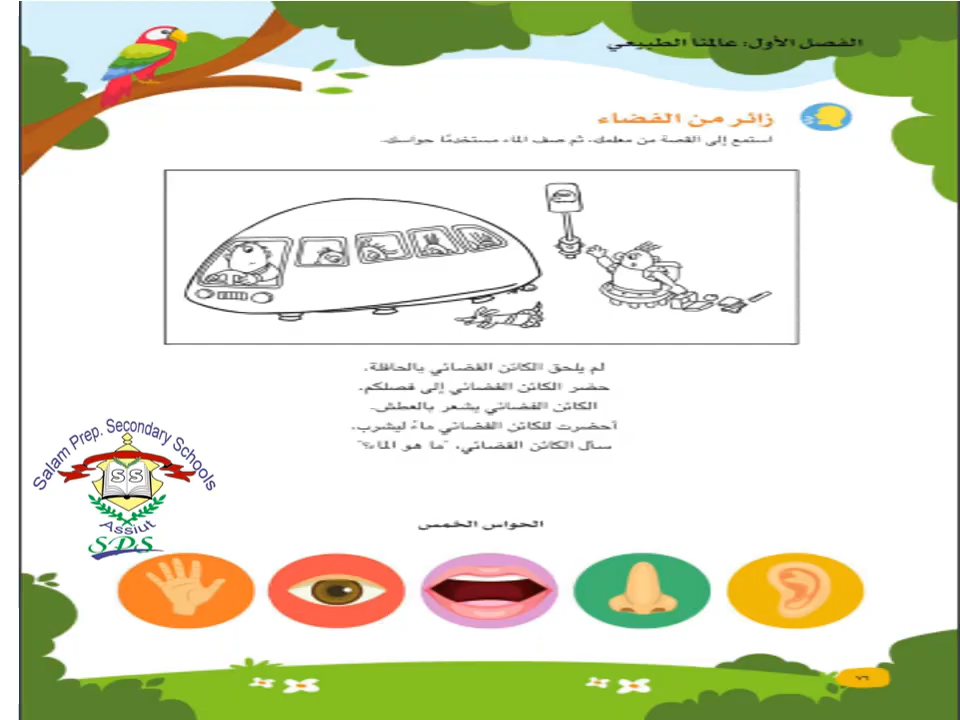 الفصل الأول: عالمنا الطبيعي
زائر من الفضاء
استمع إلى القصة من معلمك، ثم صف الماء مستخدمًا حواسك.
لم يلحق الكائن الفضائي بالحافلة.
حضر الكائن الفضائي إلى فصلكم.
الكائن الفضائي يشعر بالعطش.
أحضرت للكائن الفضائي ماءً ليشرب.
سأل الكائن الفضائي، "ما هو الماء؟"
Salam Prep. Secondary Schools
SS
Assiut
SPS
الحواس الخمس
٧٦